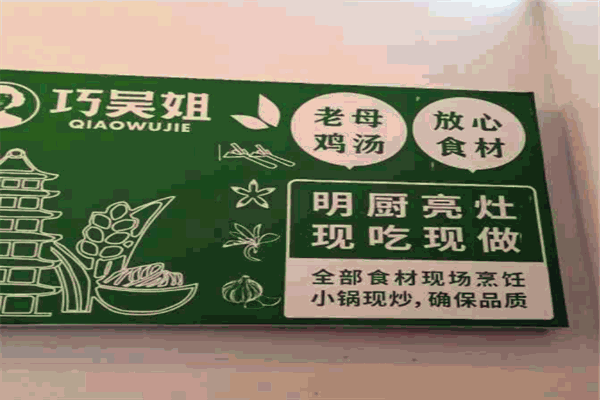 巧吴姐
QIAOWUJIE
老母
鸡汤
放心
食材
明厨亮灶
现吃现做
全部食材现场烹饪
小锅现炒,确保品质